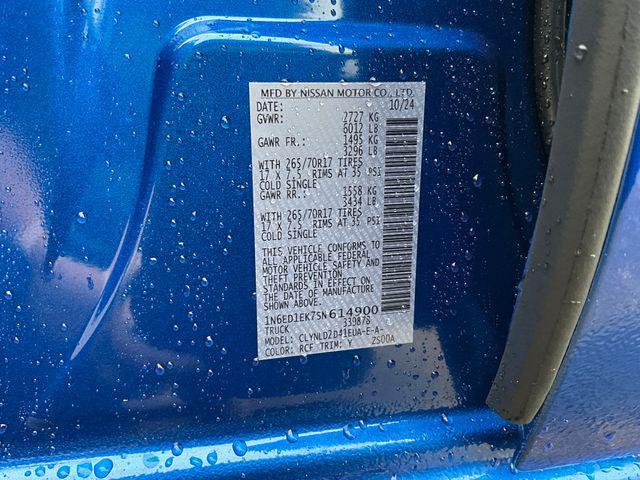 MFD BY NISSAN MOTOR CO., LTD.
DATE: 10/24
GVWR: 2727 KG
6012 LB
GAWR FR.: 1495 KG
3296 LB
WITH 265/70R17 TIRES
17 X 7.5 RIMS AT 35 PSI
COLD SINGLE
GAWR RR.: 1558 KG
3434 LB
WITH 265/70R17 TIRES
17 X 7.5 RIMS AT 35 PSI
COLD SINGLE
THIS VEHICLE CONFORMS TO
ALL APPLICABLE FEDERAL
MOTOR VEHICLE SAFETY AND
THEFT PREVENTION
STANDARDS IN EFFECT ON
THE DATE OF MANUFACTURE
SHOWN ABOVE.
1N6ED1EK7SN614900
TRUCK 339878
MODEL: CLYNLD2D41EUA-E-A-
COLOR: RCF TRIM: Y ZS00A